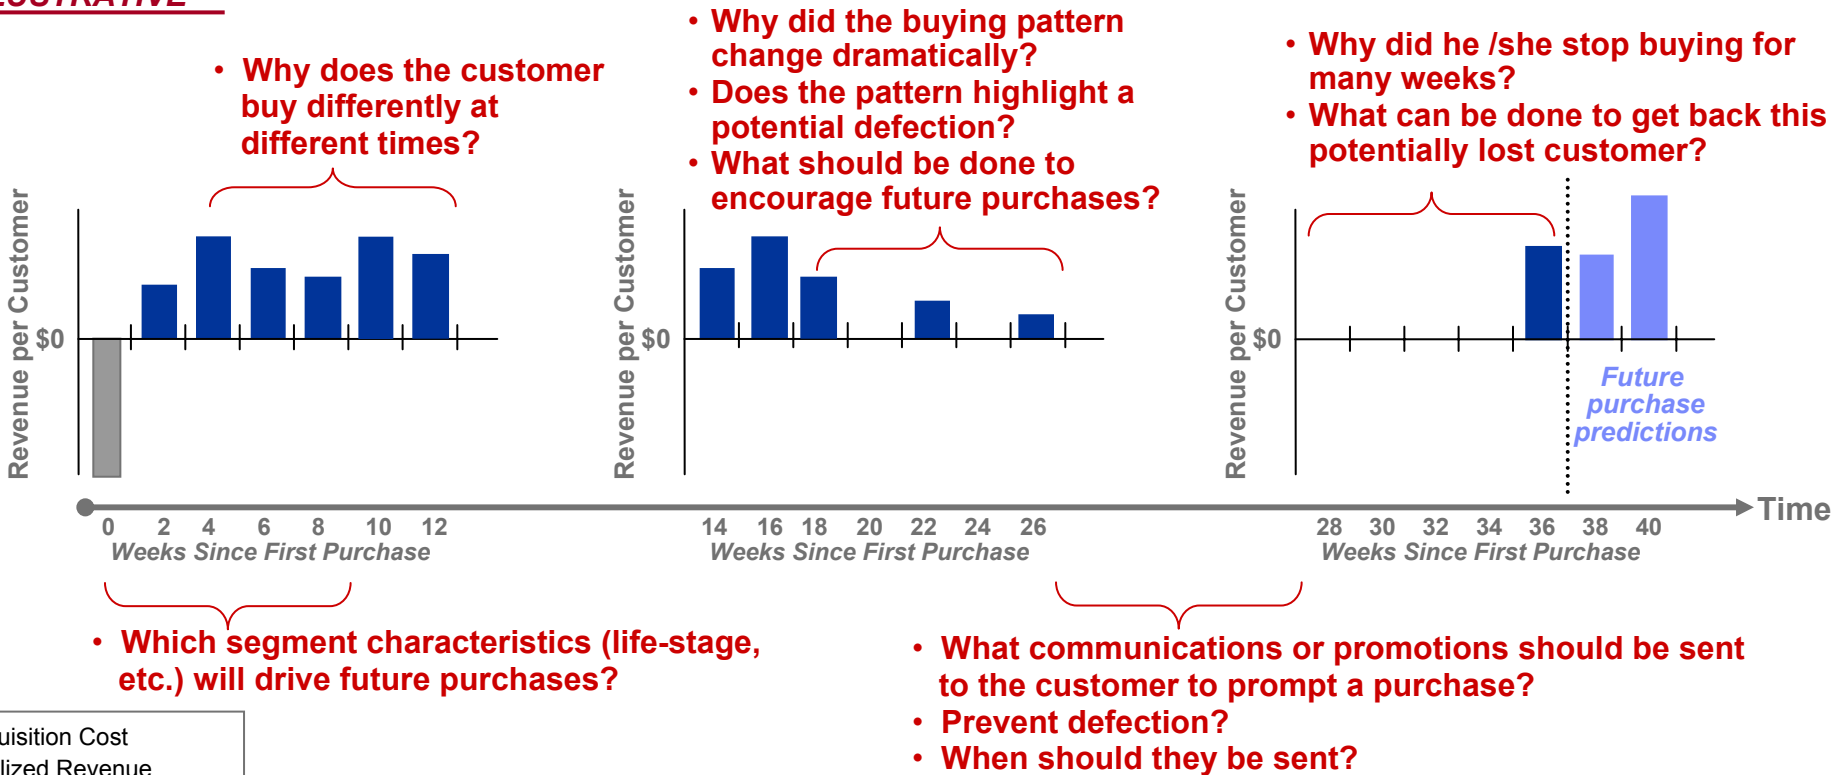 • Why does the customer
buy differently at
different times?
• Why did the buying pattern
change dramatically?
• Does the pattern highlight a
potential defection?
• What should be done to
encourage future purchases?
• Why did he /she stop buying for
many weeks?
• What can be done to get back this
potentially lost customer?
Revenue per Customer
$0
Revenue per Customer
$0
Revenue per Customer
$0
Future
purchase
predictions
Time
0 2 4 6 8 10 12
Weeks Since First Purchase
14 16 18 20 22 24 26
Weeks Since First Purchase
28 30 32 34 36 38 40
Weeks Since First Purchase
• Which segment characteristics (life-stage,
etc.) will drive future purchases?
• What communications or promotions should be sent
to the customer to prompt a purchase?
• Prevent defection?
• When should they be sent?
Cost
Revenue